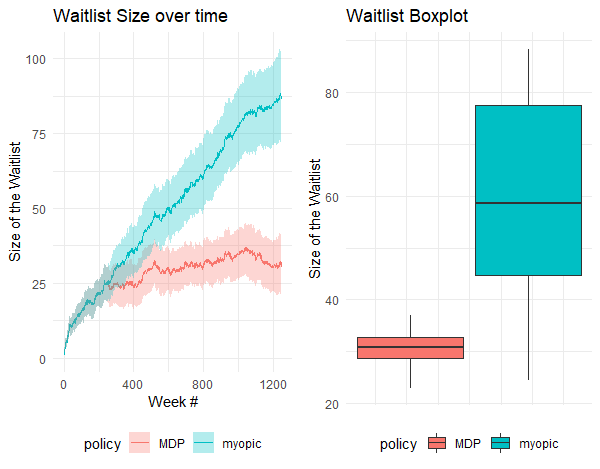 Waitlist Size over time
Size of the Waitlist
100
75
50
25
0
0 400 800 1200
Week #
policy MDP myopic
Waitlist Boxplot
Size of the Waitlist
80
60
40
20
policy MDP myopic